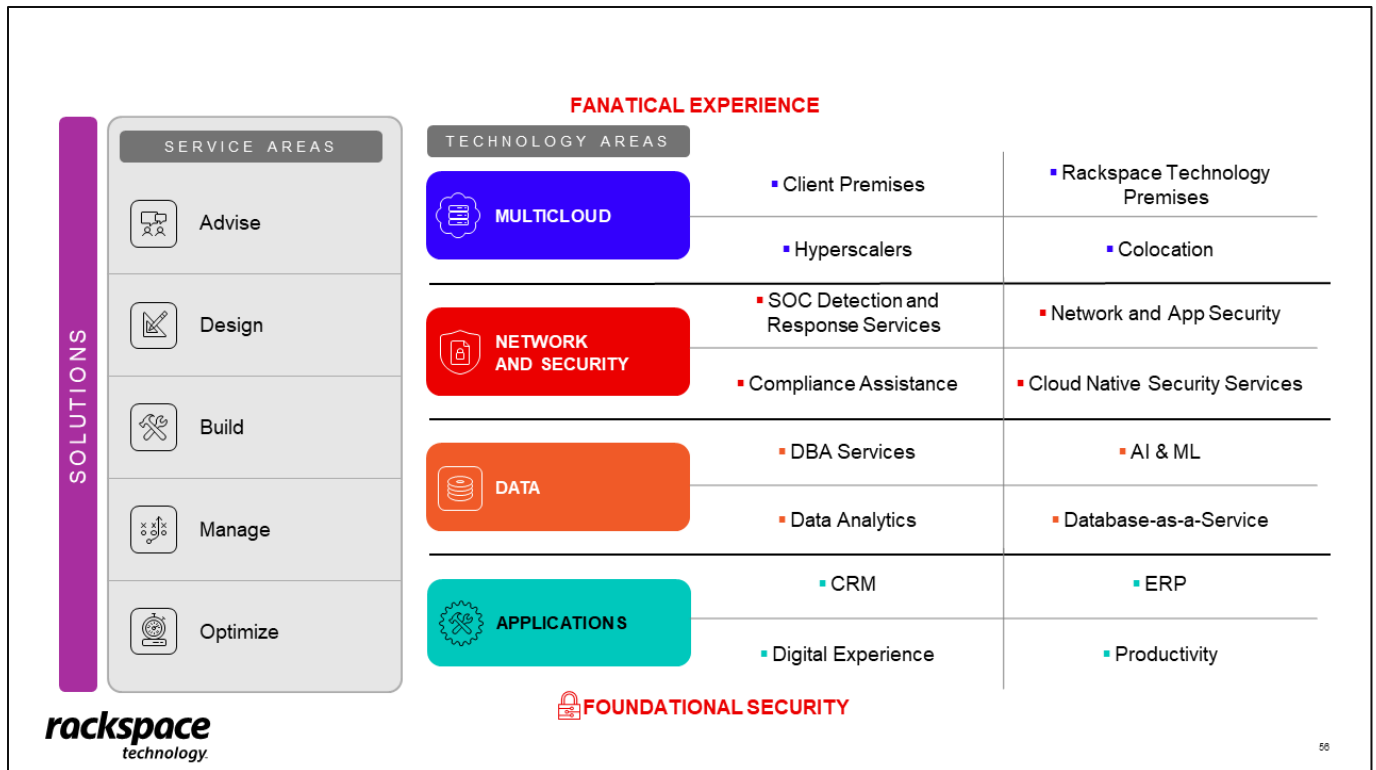 FANATICAL EXPERIENCE
SOLUTIONS
SERVICE AREAS
Advise
Design
Build
Manage
Optimize
TECHNOLOGY AREAS
MULTICLOUD
▪ Client Premises
▪ Rackspace Technology
Premises
▪ Hyperscalers
▪ Colocation
NETWORK
AND SECURITY
▪ SOC Detection and
Response Services
▪ Network and App Security
▪ Compliance Assistance
▪ Cloud Native Security Services
DATA
▪ DBA Services
▪ AI & ML
▪ Data Analytics
▪ Database-as-a-Service
APPLICATIONS
▪ CRM
▪ ERP
▪ Digital Experience
▪ Productivity
FOUNDATIONAL SECURITY
rackspace
technology.
56